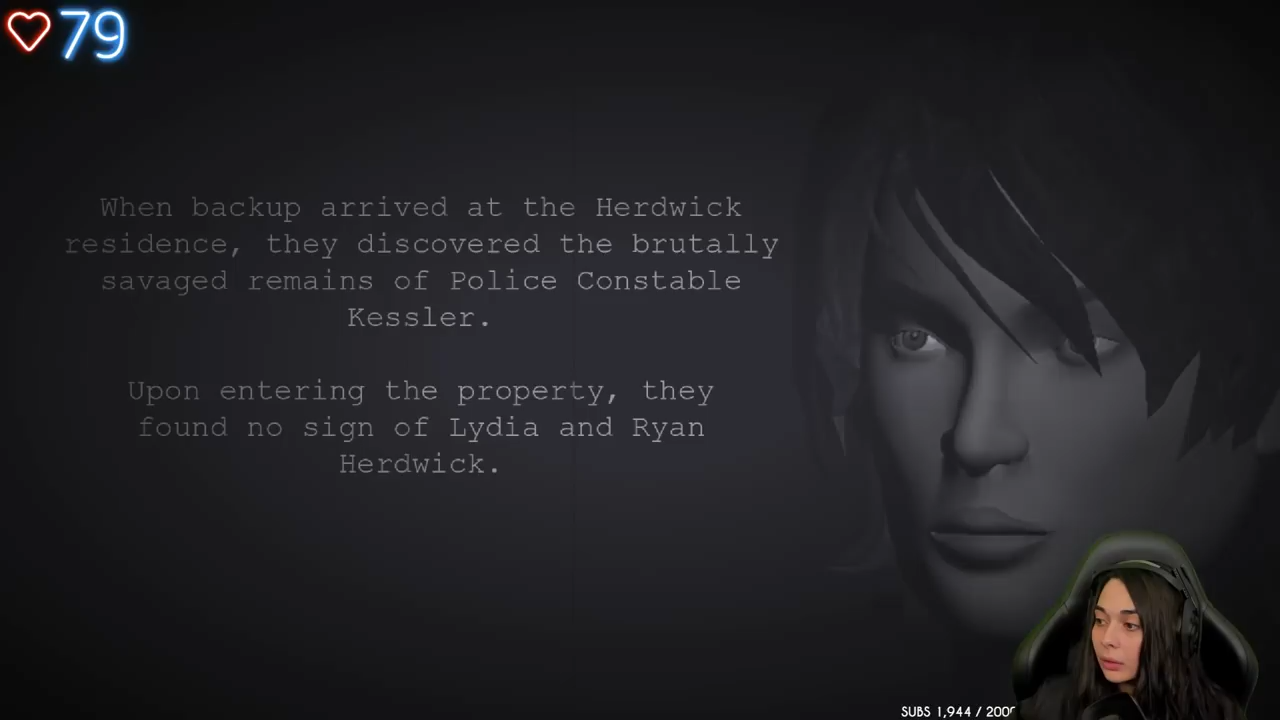 79
When backup arrived at the Herdwick
residence, they discovered the brutally
savaged remains of Police Constable
Kessler.
Upon entering the property, they
found no sign of Lydia and Ryan
Herdwick.
SUBS 1,944 / 2000